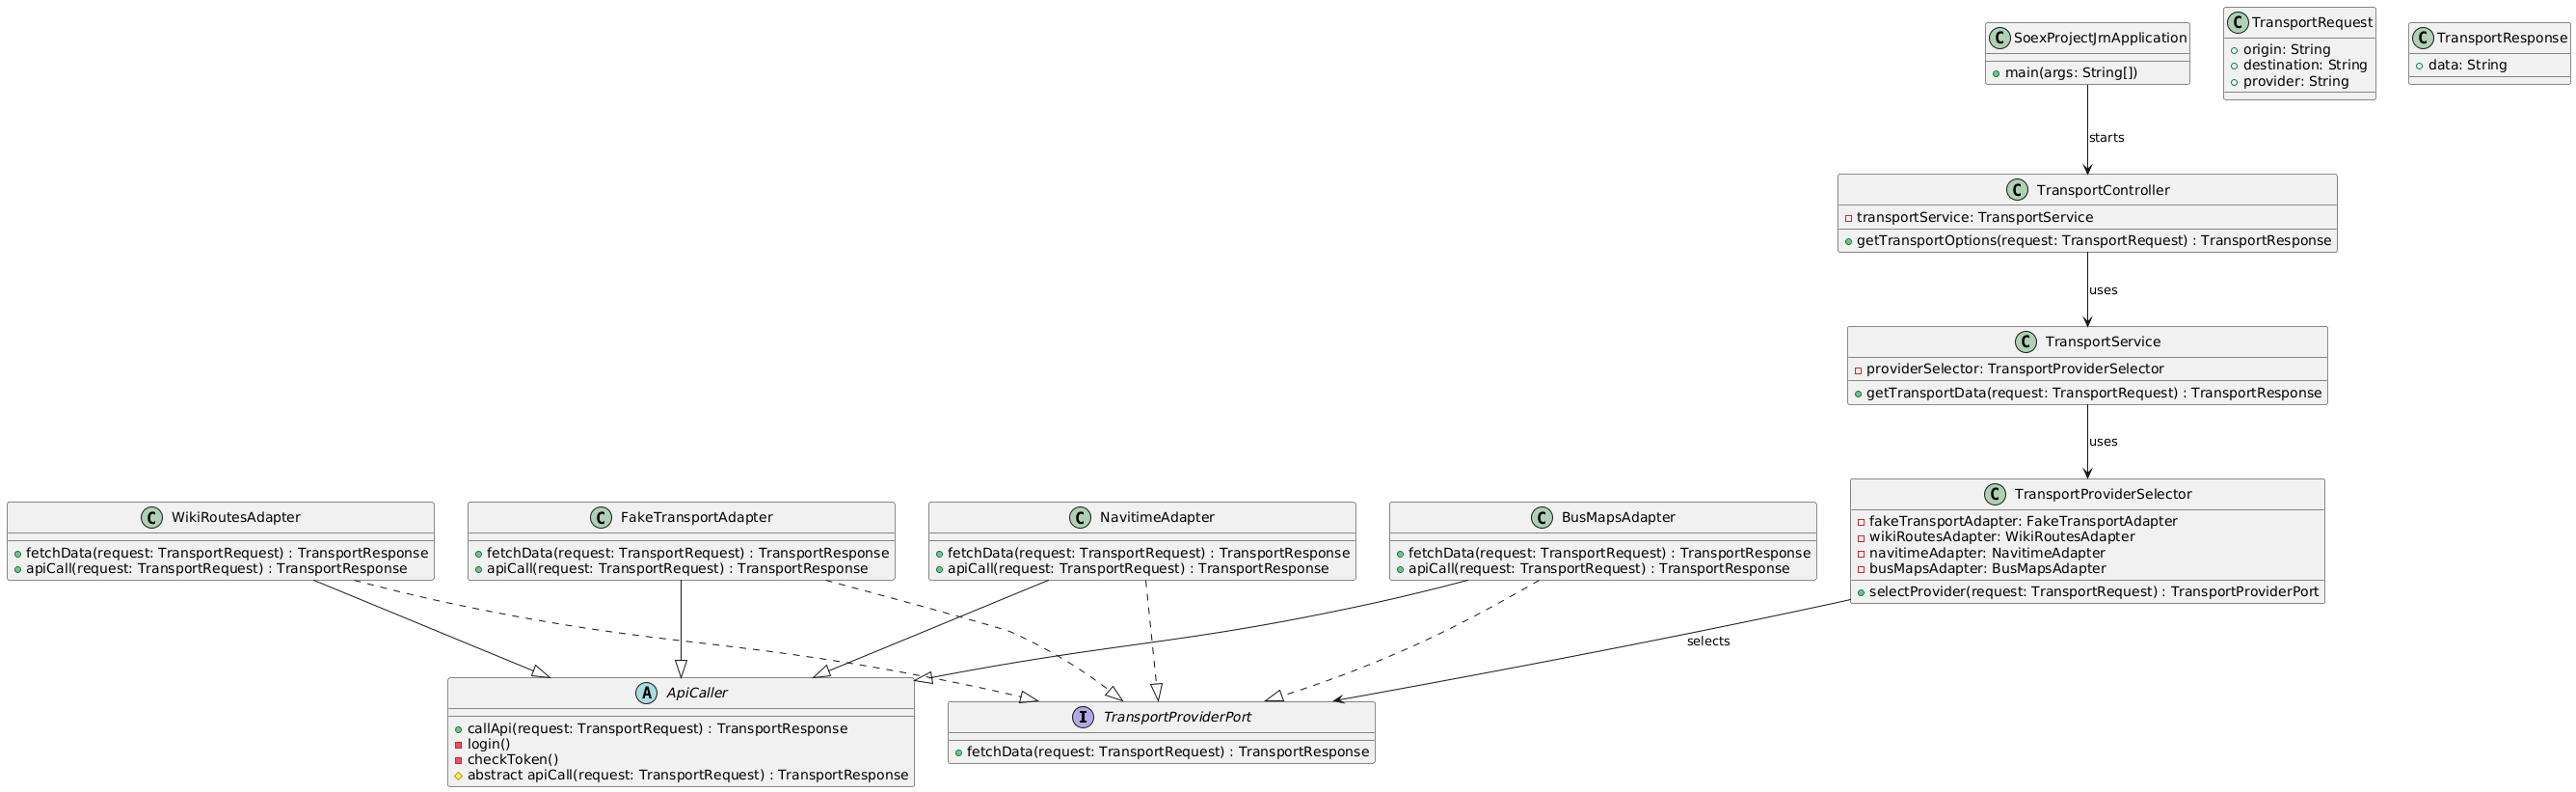 SoexProjectJmApplication
main(args: String[])
TransportRequest
origin: String
destination: String
provider: String
TransportResponse
data: String
starts
TransportController
transportService: TransportService
getTransportOptions(request: TransportRequest) : TransportResponse
uses
TransportService
providerSelector: TransportProviderSelector
getTransportData(request: TransportRequest) : TransportResponse
uses
WikiRoutesAdapter
fetchData(request: TransportRequest) : TransportResponse
apiCall(request: TransportRequest) : TransportResponse
FakeTransportAdapter
fetchData(request: TransportRequest) : TransportResponse
apiCall(request: TransportRequest) : TransportResponse
NavitimeAdapter
fetchData(request: TransportRequest) : TransportResponse
apiCall(request: TransportRequest) : TransportResponse
BusMapsAdapter
fetchData(request: TransportRequest) : TransportResponse
apiCall(request: TransportRequest) : TransportResponse
TransportProviderSelector
fakeTransportAdapter: FakeTransportAdapter
wikiRoutesAdapter: WikiRoutesAdapter
navitimeAdapter: NavitimeAdapter
busMapsAdapter: BusMapsAdapter
selectProvider(request: TransportRequest) : TransportProviderPort
selects
ApiCaller
callApi(request: TransportRequest) : TransportResponse
login()
checkToken()
abstract apiCall(request: TransportRequest) : TransportResponse
TransportProviderPort
fetchData(request: TransportRequest) : TransportResponse